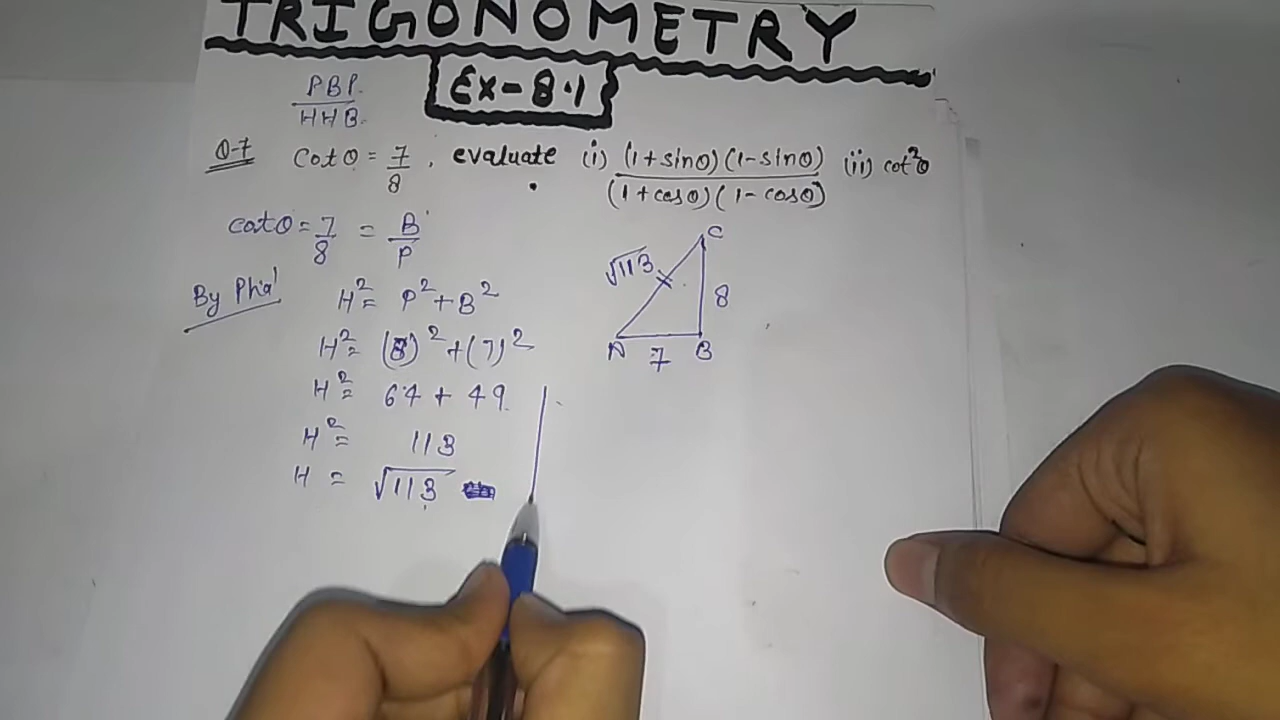 TRIGONOMETRY
Ex-8.1
PBP
HHB
Q-7 Cotθ = 7/8, evaluate (i) (1+sinθ)(1-sinθ)/(1+cosθ)(1-cosθ) (ii) cot²θ
cotθ = 7/8 = B/P
By Pha'
H² = P²+B²
H² = (8)²+(7)²
H² = 64 + 49
H² = 113
H = √113
C
√113
8
A 7 B